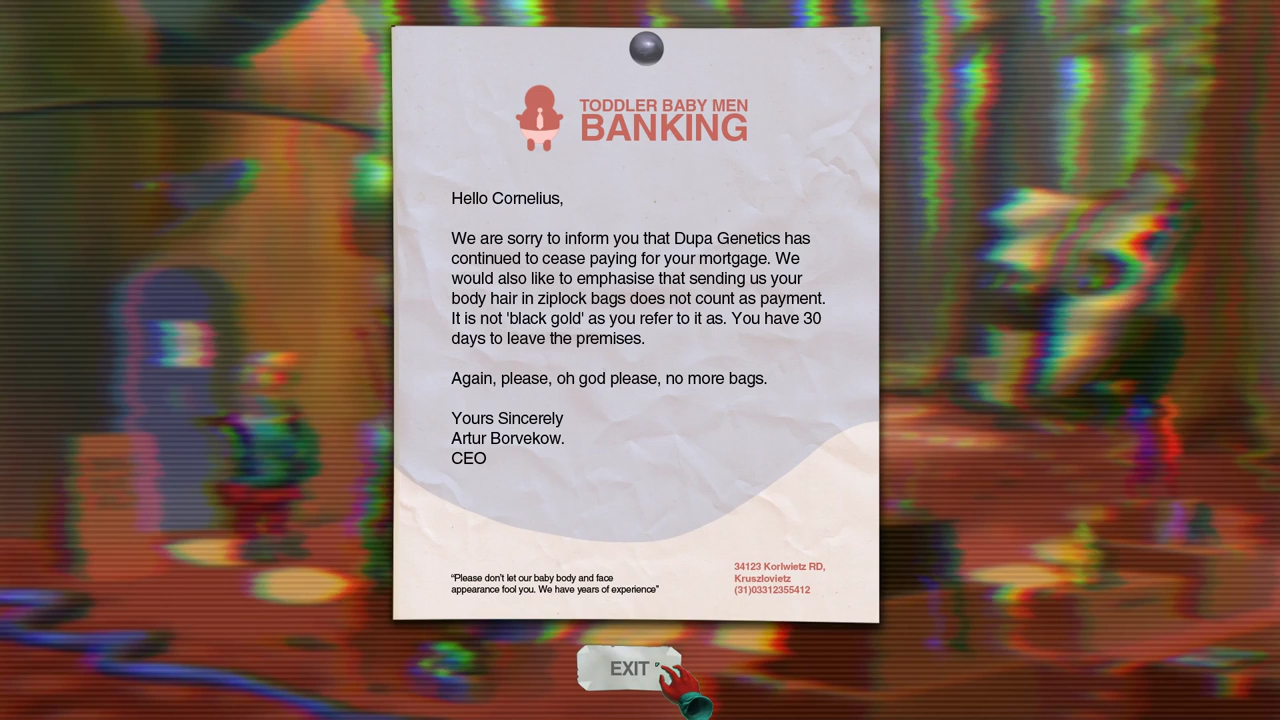 TODDLER BABY MEN
BANKING
Hello Cornelius,
We are sorry to inform you that Dupa Genetics has
continued to cease paying for your mortgage. We
would also like to emphasise that sending us your
body hair in ziplock bags does not count as payment.
It is not 'black gold' as you refer to it as. You have 30
days to leave the premises.
Again, please, oh god please, no more bags.
Yours Sincerely
Artur Borvekow.
CEO
“Please don't let our baby body and face
appearance fool you. We have years of experience”
34123 Korlwietz RD,
Kruszlovietz
(31)03312355412
EXIT